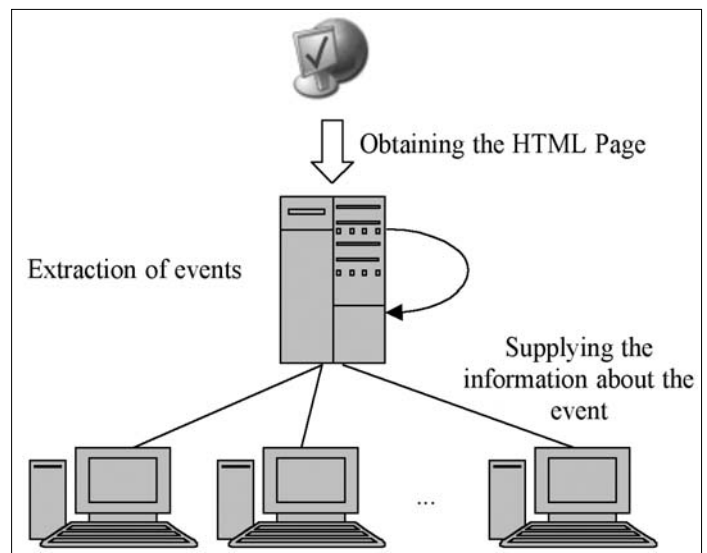 Obtaining the HTML Page
Extraction of events
Supplying the
information about the
event
...